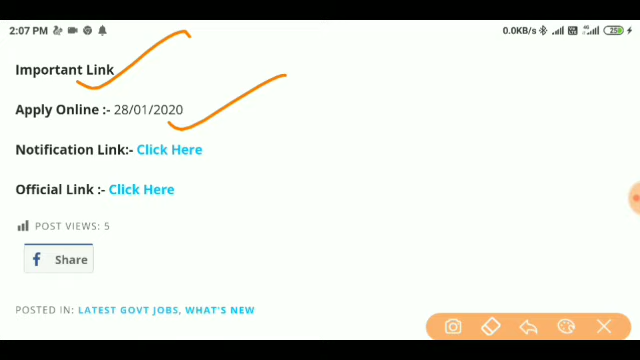 2:07 PM 0.0KB/s 25
Important Link
Apply Online :- 28/01/2020
Notification Link:- Click Here
Official Link :- Click Here
POST VIEWS: 5
f Share
POSTED IN: LATEST GOVT JOBS, WHAT'S NEW